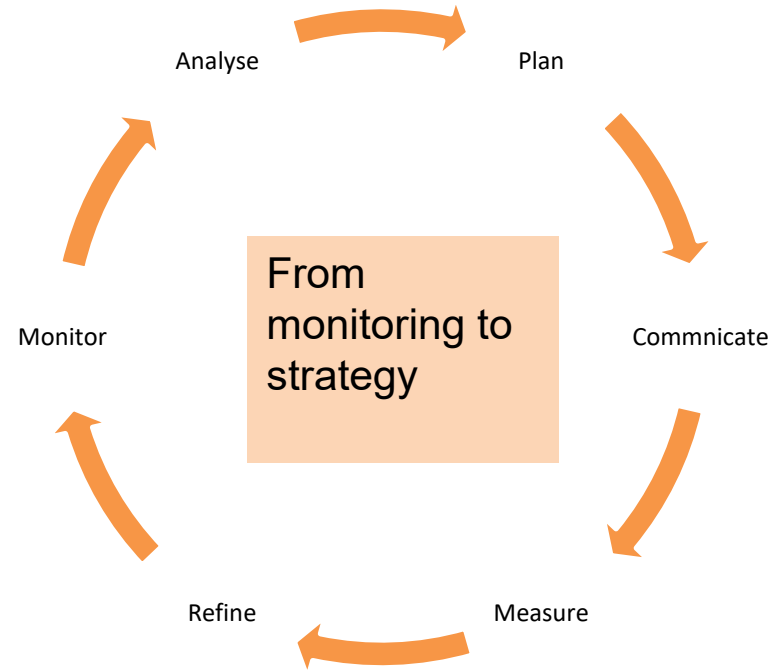 Analyse
Plan
From
monitoring to
strategy
Monitor
Commnicate
Refine
Measure